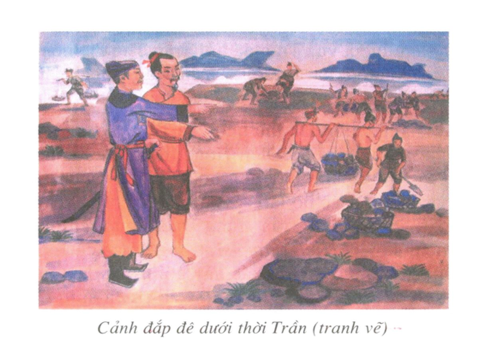 Cảnh đắp đê dưới thời Trần (tranh vẽ)